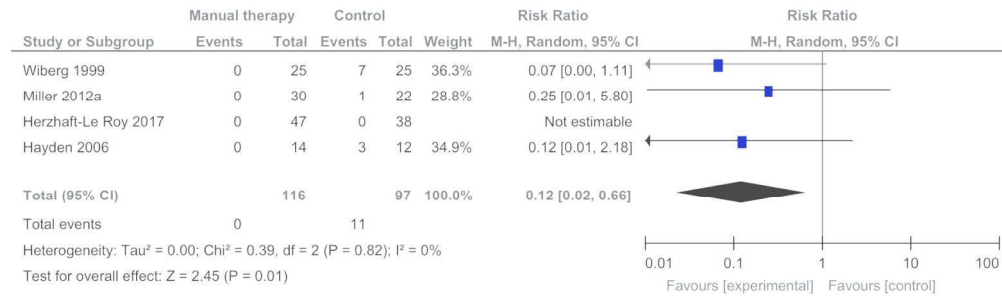 Manual therapy Control Risk Ratio Risk Ratio
Study or Subgroup Events Total Events Total Weight M-H, Random, 95% CI M-H, Random, 95% CI
Wiberg 1999 0 25 7 25 36.3% 0.07 [0.00, 1.11]
Miller 2012a 0 30 1 22 28.8% 0.25 [0.01, 5.80]
Herzhaft-Le Roy 2017 0 47 0 38 Not estimable
Hayden 2006 0 14 3 12 34.9% 0.12 [0.01, 2.18]
Total (95% CI) 116 97 100.0% 0.12 [0.02, 0.66]
Total events 0 11
Heterogeneity: Tau² = 0.00; Chi² = 0.39, df = 2 (P = 0.82); I² = 0%
Test for overall effect: Z = 2.45 (P = 0.01)
0.01 0.1 1 10 100
Favours [experimental] Favours [control]